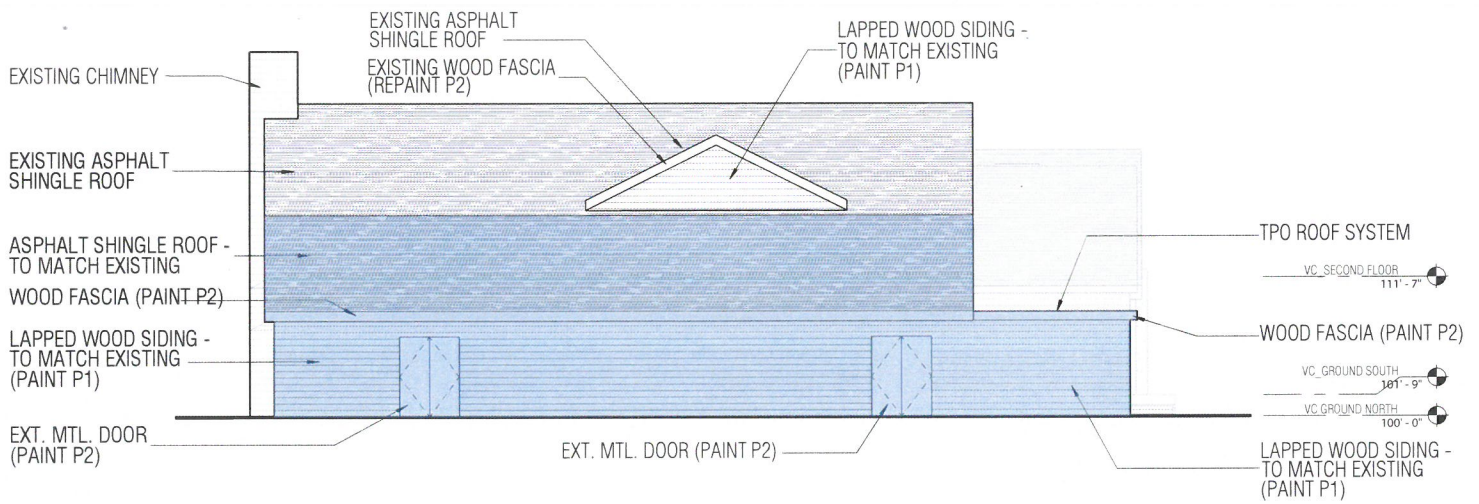 EXISTING CHIMNEY
EXISTING ASPHALT
SHINGLE ROOF
EXISTING WOOD FASCIA
(REPAINT P2)
LAPPED WOOD SIDING -
TO MATCH EXISTING
(PAINT P1)
EXISTING ASPHALT
SHINGLE ROOF
ASPHALT SHINGLE ROOF -
TO MATCH EXISTING
WOOD FASCIA (PAINT P2)
LAPPED WOOD SIDING -
TO MATCH EXISTING
(PAINT P1)
EXT. MTL. DOOR
(PAINT P2)
EXT. MTL. DOOR (PAINT P2)
TPO ROOF SYSTEM
VC_SECOND FLOOR
111' - 7"
WOOD FASCIA (PAINT P2)
VC_GROUND SOUTH
101' - 9"
VC GROUND NORTH
100' - 0"
LAPPED WOOD SIDING -
TO MATCH EXISTING
(PAINT P1)